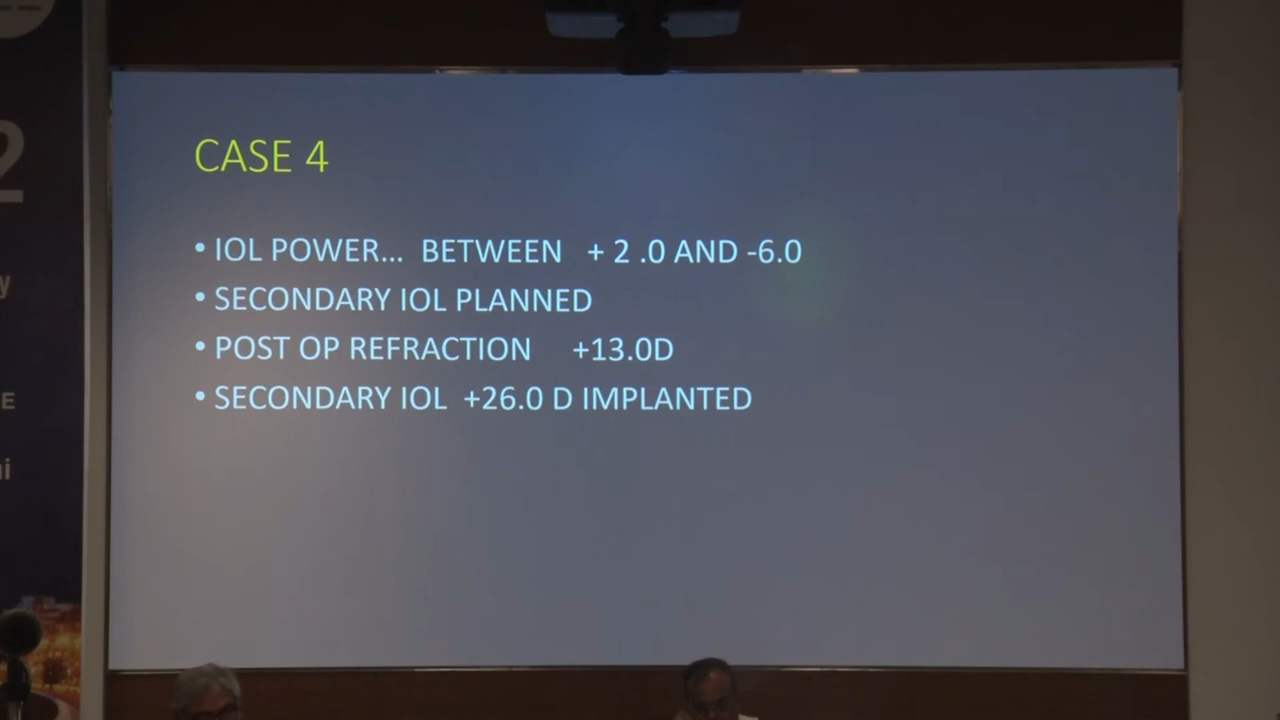 2
y
E
CASE 4
• IOL POWER... BETWEEN + 2 .0 AND -6.0
• SECONDARY IOL PLANNED
• POST OP REFRACTION +13.0D
• SECONDARY IOL +26.0 D IMPLANTED